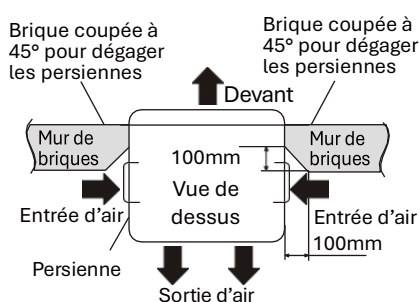 Brique coupée à
45° pour dégager
les persiennes
Brique coupée à
45° pour dégager
les persiennes
Devant
Mur de
briques
100mm
Mur de
briques
Vue de
dessus
Entrée d'air
Entrée d'air
100mm
Persienne
Sortie d'air